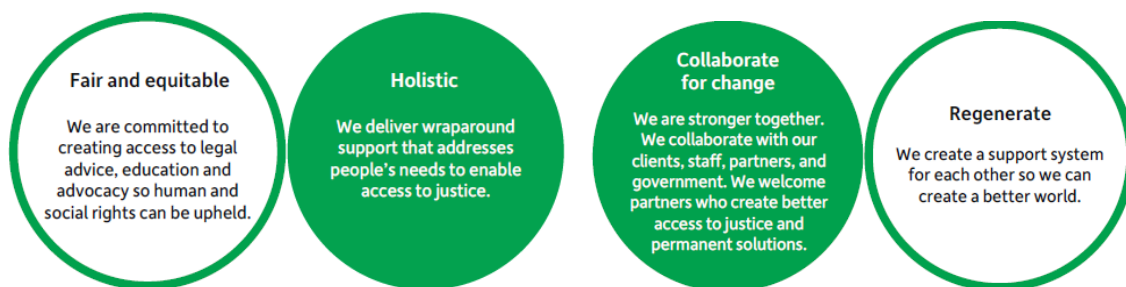 Fair and equitable
We are committed to
creating access to legal
advice, education and
advocacy so human and
social rights can be upheld.
Holistic
We deliver wraparound
support that addresses
people's needs to enable
access to justice.
Collaborate
for change
We are stronger together.
We collaborate with our
clients, staff, partners, and
government. We welcome
partners who create better
access to justice and
permanent solutions.
Regenerate
We create a support system
for each other so we can
create a better world.